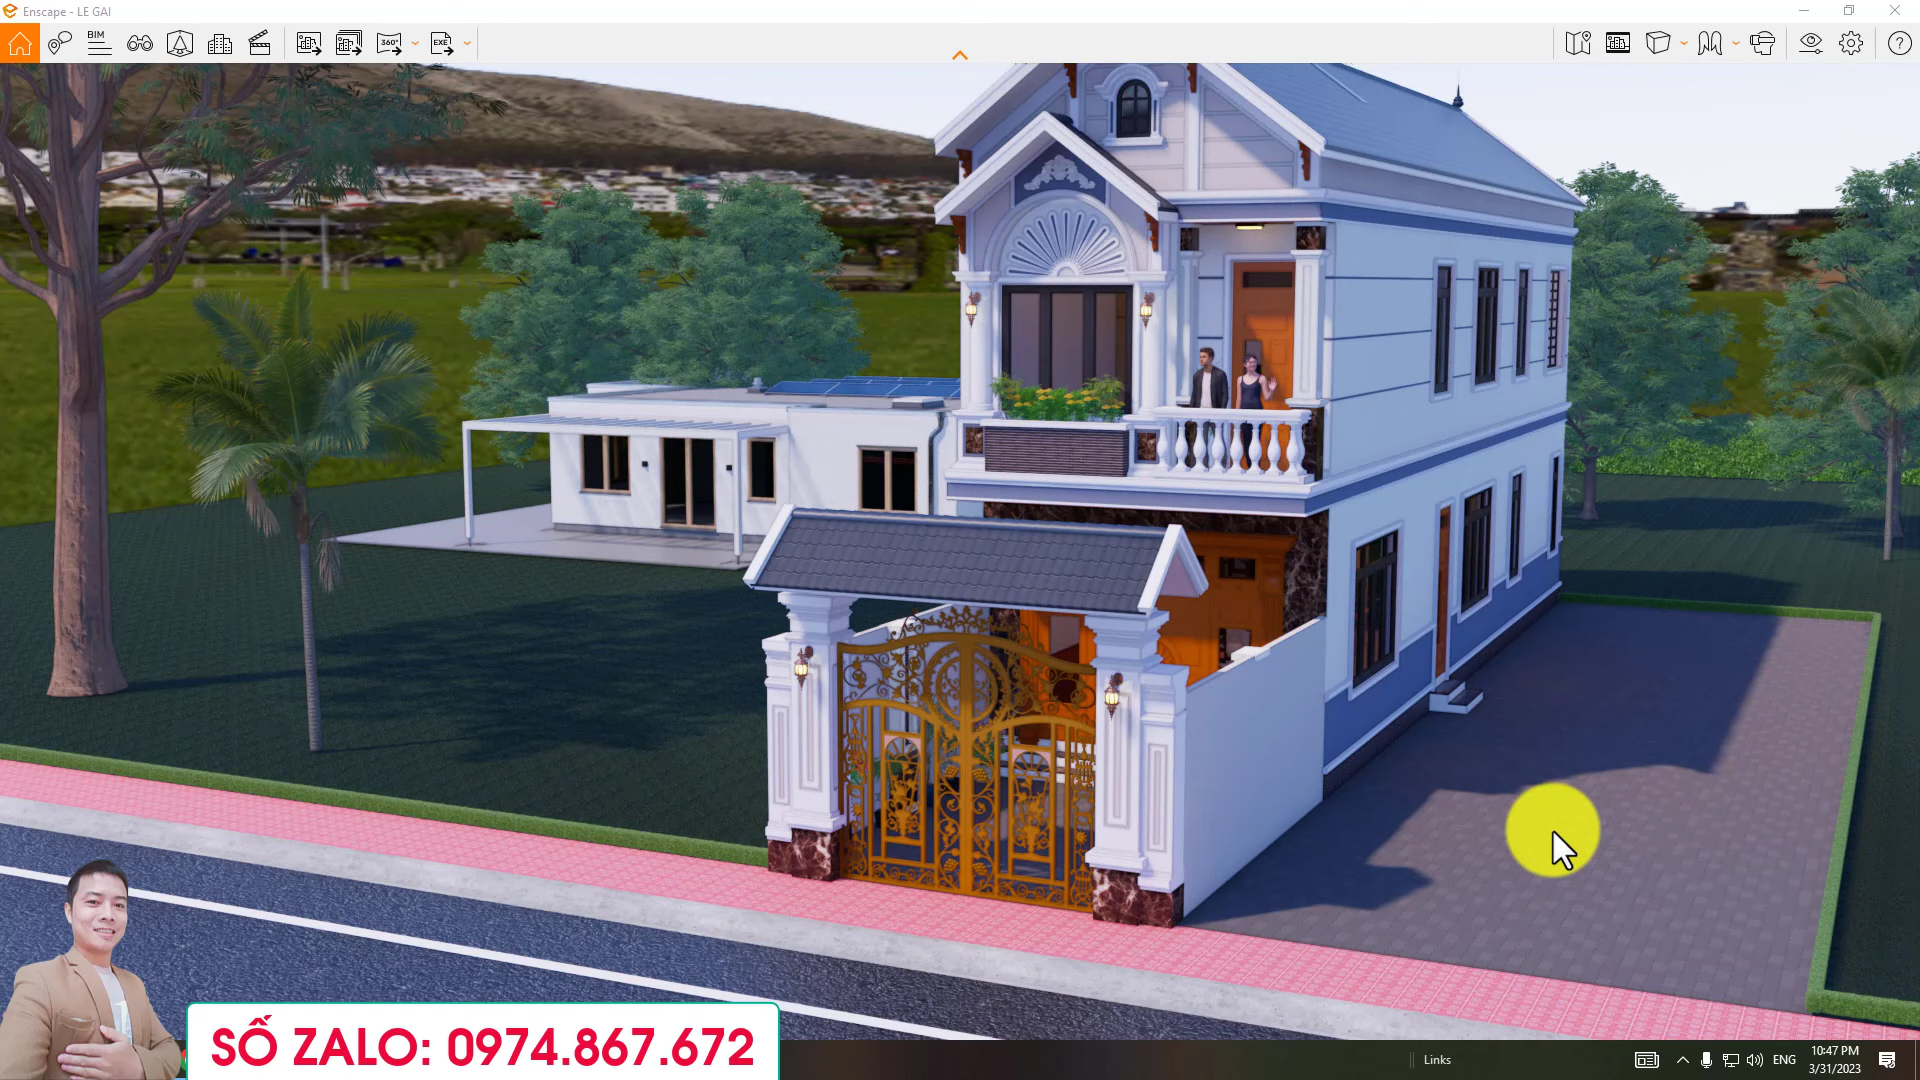 Enscape - LE GAI
BIM
360°
EXE
SỐ ZALO: 0974.867.672
Links
ENG
10:47 PM
3/31/2023